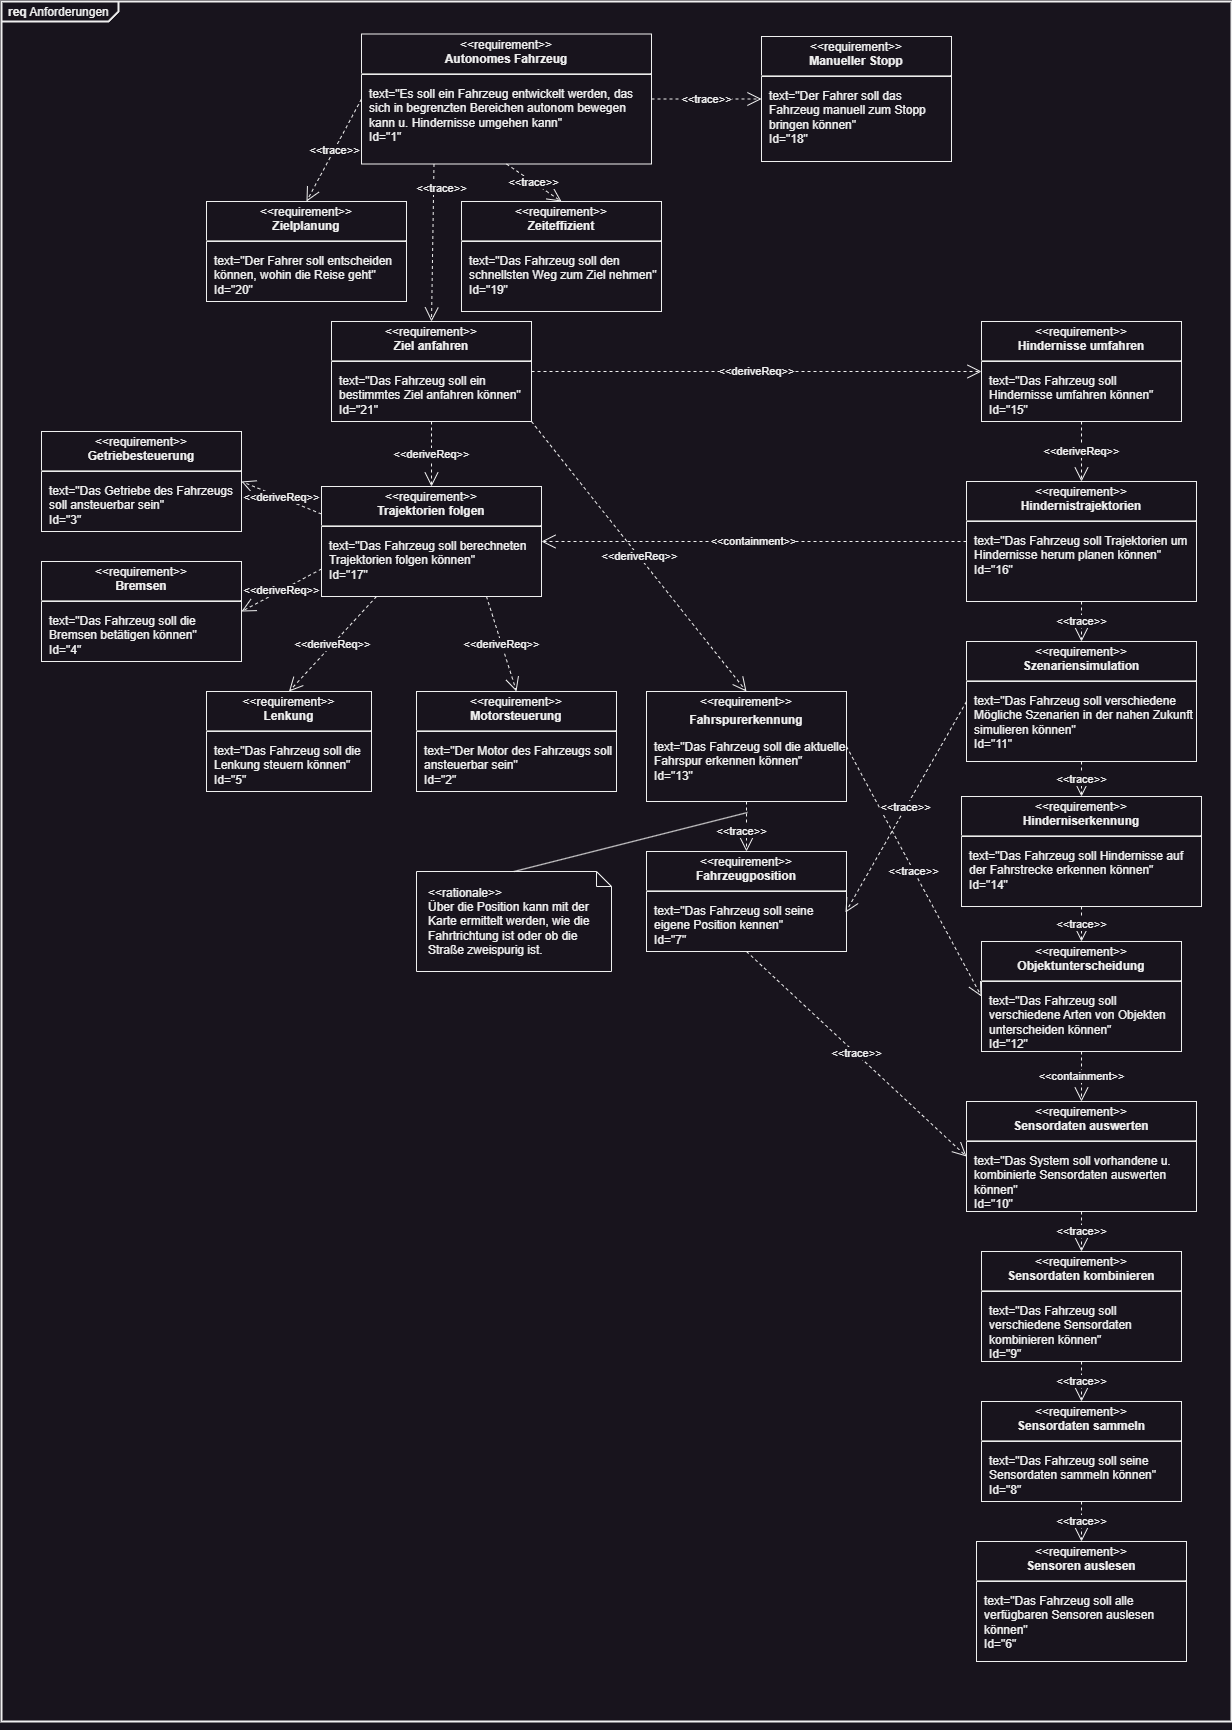 req Anforderungen
<<requirement>>
Autonomes Fahrzeug
text="Es soll ein Fahrzeug entwickelt werden, das
sich in begrenzten Bereichen autonom bewegen
kann u. Hindernisse umgehen kann"
Id="1"
<<trace>>
<<requirement>>
Manueller Stopp
text="Der Fahrer soll das
Fahrzeug manuell zum Stopp
bringen können"
Id="18"
<<trace>>
<<trace>>
<<trace>>
<<requirement>>
Zielplanung
text="Der Fahrer soll entscheiden
können, wohin die Reise geht"
Id="20"
<<requirement>>
Zeiteffizient
text="Das Fahrzeug soll den
schnellsten Weg zum Ziel nehmen"
Id="19"
<<requirement>>
Ziel anfahren
text="Das Fahrzeug soll ein
bestimmtes Ziel anfahren können"
Id="21"
<<deriveReq>>
<<requirement>>
Hindernisse umfahren
text="Das Fahrzeug soll
Hindernisse umfahren können"
Id="15"
<<deriveReq>>
<<deriveReq>>
<<requirement>>
Getriebesteuerung
text="Das Getriebe des Fahrzeugs
soll ansteuerbar sein"
Id="3"
<<deriveReq>>
<<requirement>>
Trajektorien folgen
text="Das Fahrzeug soll berechneten
Trajektorien folgen können"
Id="17"
<<containment>>
<<deriveReq>>
<<requirement>>
Hindernistrajektorien
text="Das Fahrzeug soll Trajektorien um
Hindernisse herum planen können"
Id="16"
<<requirement>>
Bremsen
text="Das Fahrzeug soll die
Bremsen betätigen können"
Id="4"
<<deriveReq>>
<<deriveReq>>
<<deriveReq>>
<<trace>>
<<requirement>>
Szenariensimulation
text="Das Fahrzeug soll verschiedene
Mögliche Szenarien in der nahen Zukunft
simulieren können"
Id="11"
<<requirement>>
Lenkung
text="Das Fahrzeug soll die
Lenkung steuern können"
Id="5"
<<requirement>>
Motorsteuerung
text="Der Motor des Fahrzeugs soll
ansteuerbar sein"
Id="2"
<<requirement>>
Fahrspurerkennung
text="Das Fahrzeug soll die aktuelle
Fahrspur erkennen können"
Id="13"
<<trace>>
<<trace>>
<<requirement>>
Hinderniserkennung
text="Das Fahrzeug soll Hindernisse auf
der Fahrstrecke erkennen können"
Id="14"
<<trace>>
<<trace>>
<<rationale>>
Über die Position kann mit der
Karte ermittelt werden, wie die
Fahrtrichtung ist oder ob die
Straße zweispurig ist.
<<requirement>>
Fahrzeugposition
text="Das Fahrzeug soll seine
eigene Position kennen"
Id="7"
<<trace>>
<<requirement>>
Objektunterscheidung
text="Das Fahrzeug soll
verschiedene Arten von Objekten
unterscheiden können"
Id="12"
<<trace>>
<<containment>>
<<requirement>>
Sensordaten auswerten
text="Das System soll vorhandene u.
kombinierte Sensordaten auswerten
können"
Id="10"
<<trace>>
<<requirement>>
Sensordaten kombinieren
text="Das Fahrzeug soll
verschiedene Sensordaten
kombinieren können"
Id="9"
<<trace>>
<<requirement>>
Sensordaten sammeln
text="Das Fahrzeug soll seine
Sensordaten sammeln können"
Id="8"
<<trace>>
<<requirement>>
Sensoren auslesen
text="Das Fahrzeug soll alle
verfügbaren Sensoren auslesen
können"
Id="6"